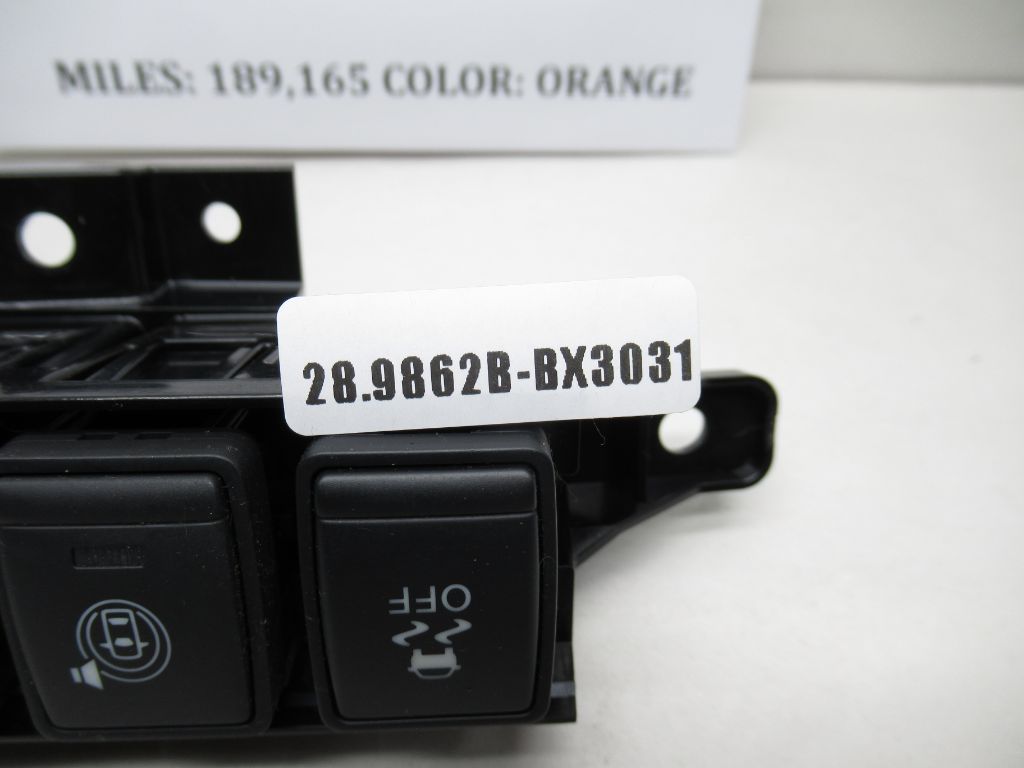 MILES: 189,165 COLOR: ORANGE
28.9862B-BX3031
OFF